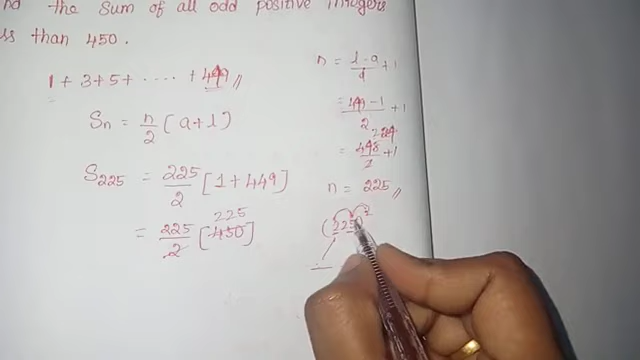 nd the sum of all odd positive integers
ss than 450.
1 + 3 + 5 + ..... + 449 //
Sn = n/2 [a+l]
S225 = 225/2 [1 + 449]
= 225/2 [450] 225
n = l-a/d +1
= 449-1/2 +1
= 448/2 +1 224
n = 225 //
(225)²